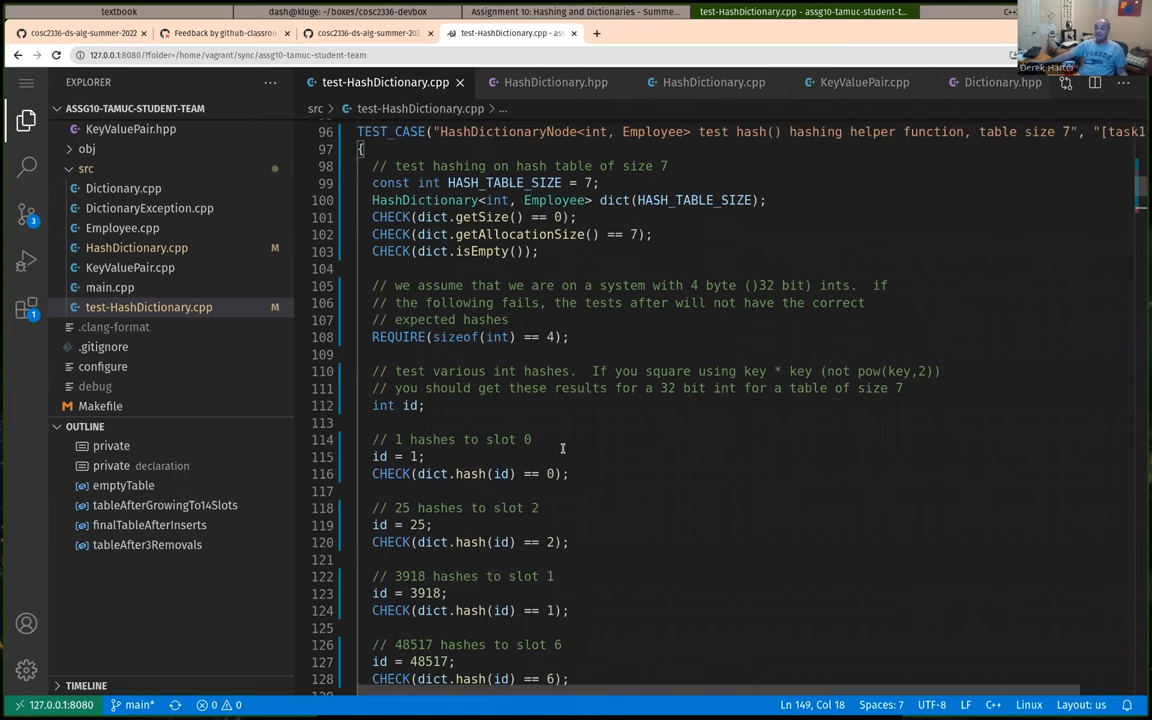 textbook
dash@kluge: ~/boxes/cosc2336-devbox
Assignment 10: Hashing and Dictionaries - Summe...
test-HashDictionary.cpp - assg10-tamuc-student-t...
C++
cosc2336-ds-alg-summer-2022
Feedback by github-classroo
cosc2336-ds-alg-summer-202
test-HashDictionary.cpp - as
127.0.0.1:8080/?folder=/home/vagrant/sync/assg10-tamuc-student-team
EXPLORER
test-HashDictionary.cpp
HashDictionary.hpp
HashDictionary.cpp
KeyValuePair.cpp
Dictionary.hpp
ASSG10-TAMUC-STUDENT-TEAM
src > test-HashDictionary.cpp > ...
KeyValuePair.hpp
obj
src
Dictionary.cpp
DictionaryException.cpp
Employee.cpp
HashDictionary.cpp M
KeyValuePair.cpp
main.cpp
test-HashDictionary.cpp M
.clang-format
.gitignore
configure
debug
Makefile
OUTLINE
private
private declaration
emptyTable
tableAfterGrowingTo14Slots
finalTableAfterInserts
tableAfter3Removals
TIMELINE
3
1
96 TEST_CASE("HashDictionaryNode<int, Employee> test hash() hashing helper function, table size 7", "[task1
97 {
98 // test hashing on hash table of size 7
99 const int HASH_TABLE_SIZE = 7;
100 HashDictionary<int, Employee> dict(HASH_TABLE_SIZE);
101 CHECK(dict.getSize() == 0);
102 CHECK(dict.getAllocationSize() == 7);
103 CHECK(dict.isEmpty());
104
105 // we assume that we are on a system with 4 byte ()32 bit) ints.  if
106 // the following fails, the tests after will not have the correct
107 // expected hashes
108 REQUIRE(sizeof(int) == 4);
109
110 // test various int hashes.  If you square using key * key (not pow(key,2))
111 // you should get these results for a 32 bit int for a table of size 7
112 int id;
113
114 // 1 hashes to slot 0
115 id = 1;
116 CHECK(dict.hash(id) == 0);
117
118 // 25 hashes to slot 2
119 id = 25;
120 CHECK(dict.hash(id) == 2);
121
122 // 3918 hashes to slot 1
123 id = 3918;
124 CHECK(dict.hash(id) == 1);
125
126 // 48517 hashes to slot 6
127 id = 48517;
128 CHECK(dict.hash(id) == 6);
127.0.0.1:8080
main*
0 0
Ln 149, Col 18
Spaces: 7
UTF-8
LF
C++
Linux
Layout: us